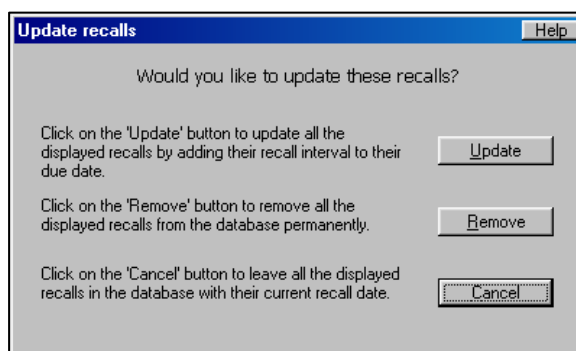 Update recalls
Help
Would you like to update these recalls?
Click on the 'Update' button to update all the
displayed recalls by adding their recall interval to their
due date.
Update
Click on the 'Remove' button to remove all the
displayed recalls from the database permanently.
Remove
Click on the 'Cancel' button to leave all the displayed
recalls in the database with their current recall date.
Cancel